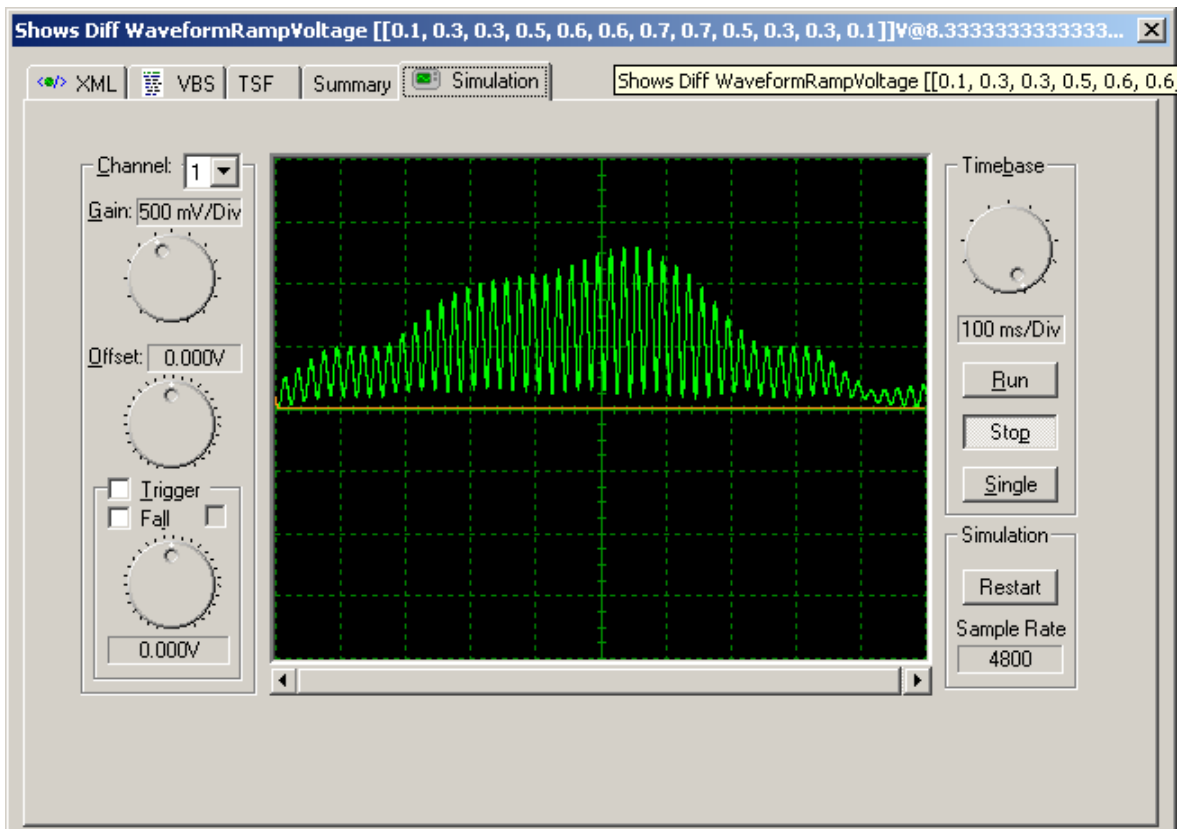 Shows Diff WaveformRampVoltage [[0.1, 0.3, 0.3, 0.5, 0.6, 0.6, 0.7, 0.7, 0.5, 0.3, 0.3, 0.1]]V@8.3333333333333...
XML VBS TSF Summary Simulation
Shows Diff WaveformRampVoltage [[0.1, 0.3, 0.3, 0.5, 0.6, 0.6,
Channel: 1
Gain: 500 mV/Div
Offset: 0.000V
Trigger
Fall
0.000V
Timebase
100 ms/Div
Run
Stop
Single
Simulation
Restart
Sample Rate
4800